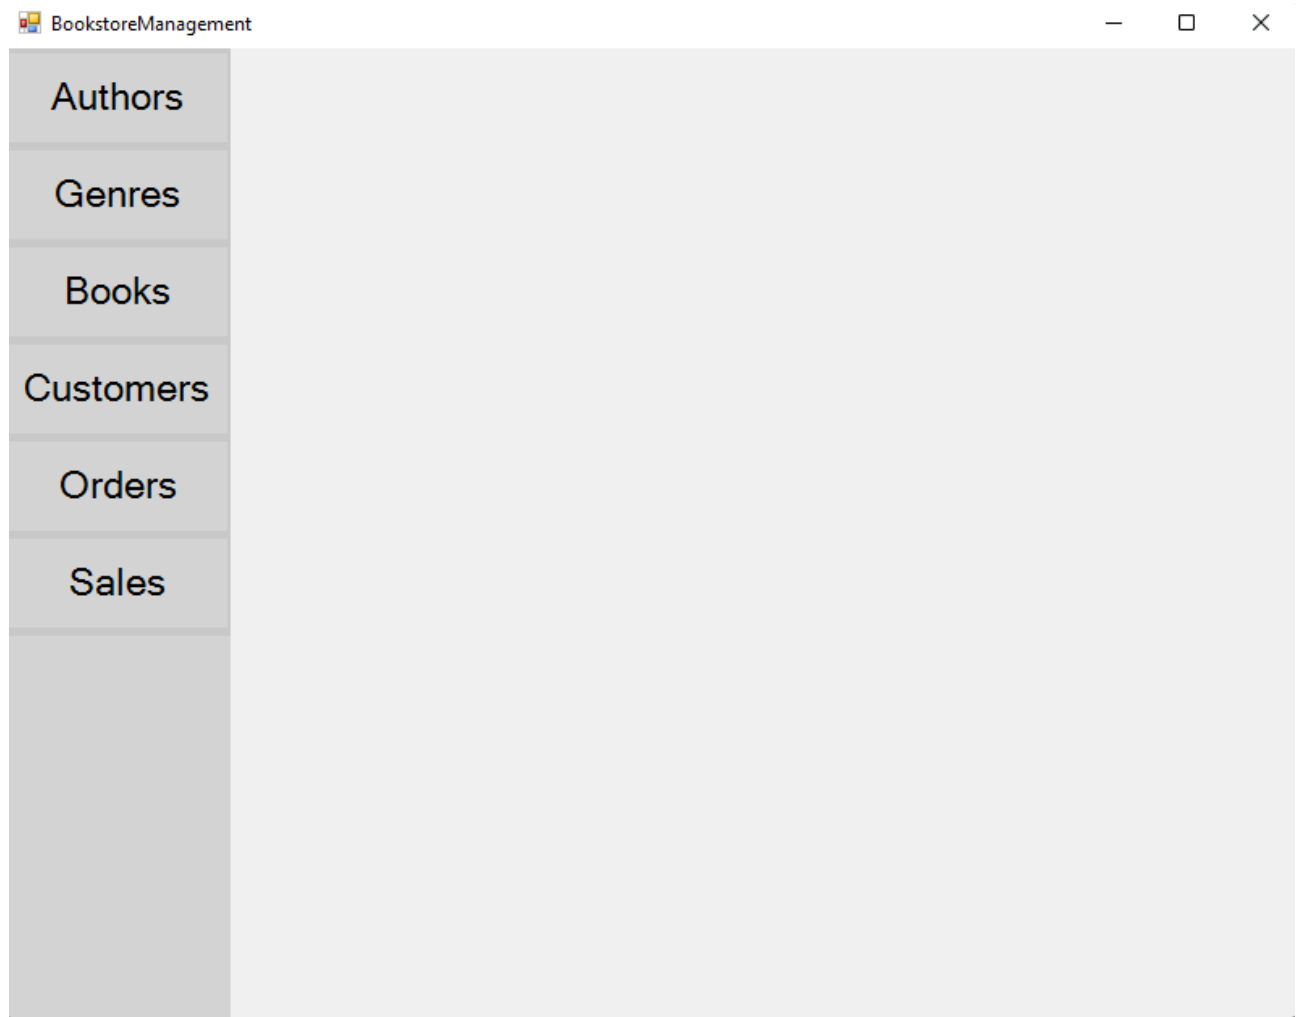 BookstoreManagement
Authors
Genres
Books
Customers
Orders
Sales